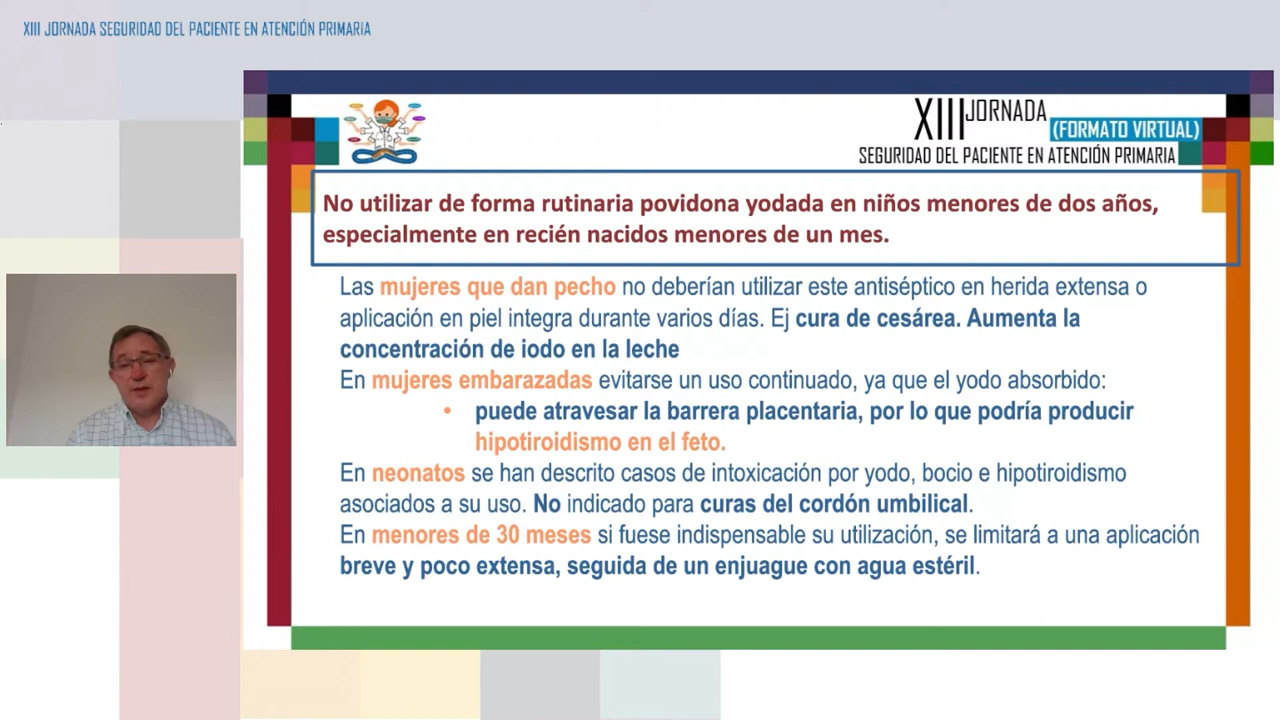 XIII JORNADA SEGURIDAD DEL PACIENTE EN ATENCIÓN PRIMARIA
XIII JORNADA
(FORMATO VIRTUAL)
SEGURIDAD DEL PACIENTE EN ATENCIÓN PRIMARIA
No utilizar de forma rutinaria povidona yodada en niños menores de dos años,
especialmente en recién nacidos menores de un mes.
Las mujeres que dan pecho no deberían utilizar este antiséptico en herida extensa o
aplicación en piel integra durante varios días. Ej cura de cesárea. Aumenta la
concentración de iodo en la leche
En mujeres embarazadas evitarse un uso continuado, ya que el yodo absorbido:
• puede atravesar la barrera placentaria, por lo que podría producir
hipotiroidismo en el feto.
En neonatos se han descrito casos de intoxicación por yodo, bocio e hipotiroidismo
asociados a su uso. No indicado para curas del cordón umbilical.
En menores de 30 meses si fuese indispensable su utilización, se limitará a una aplicación
breve y poco extensa, seguida de un enjuague con agua estéril.